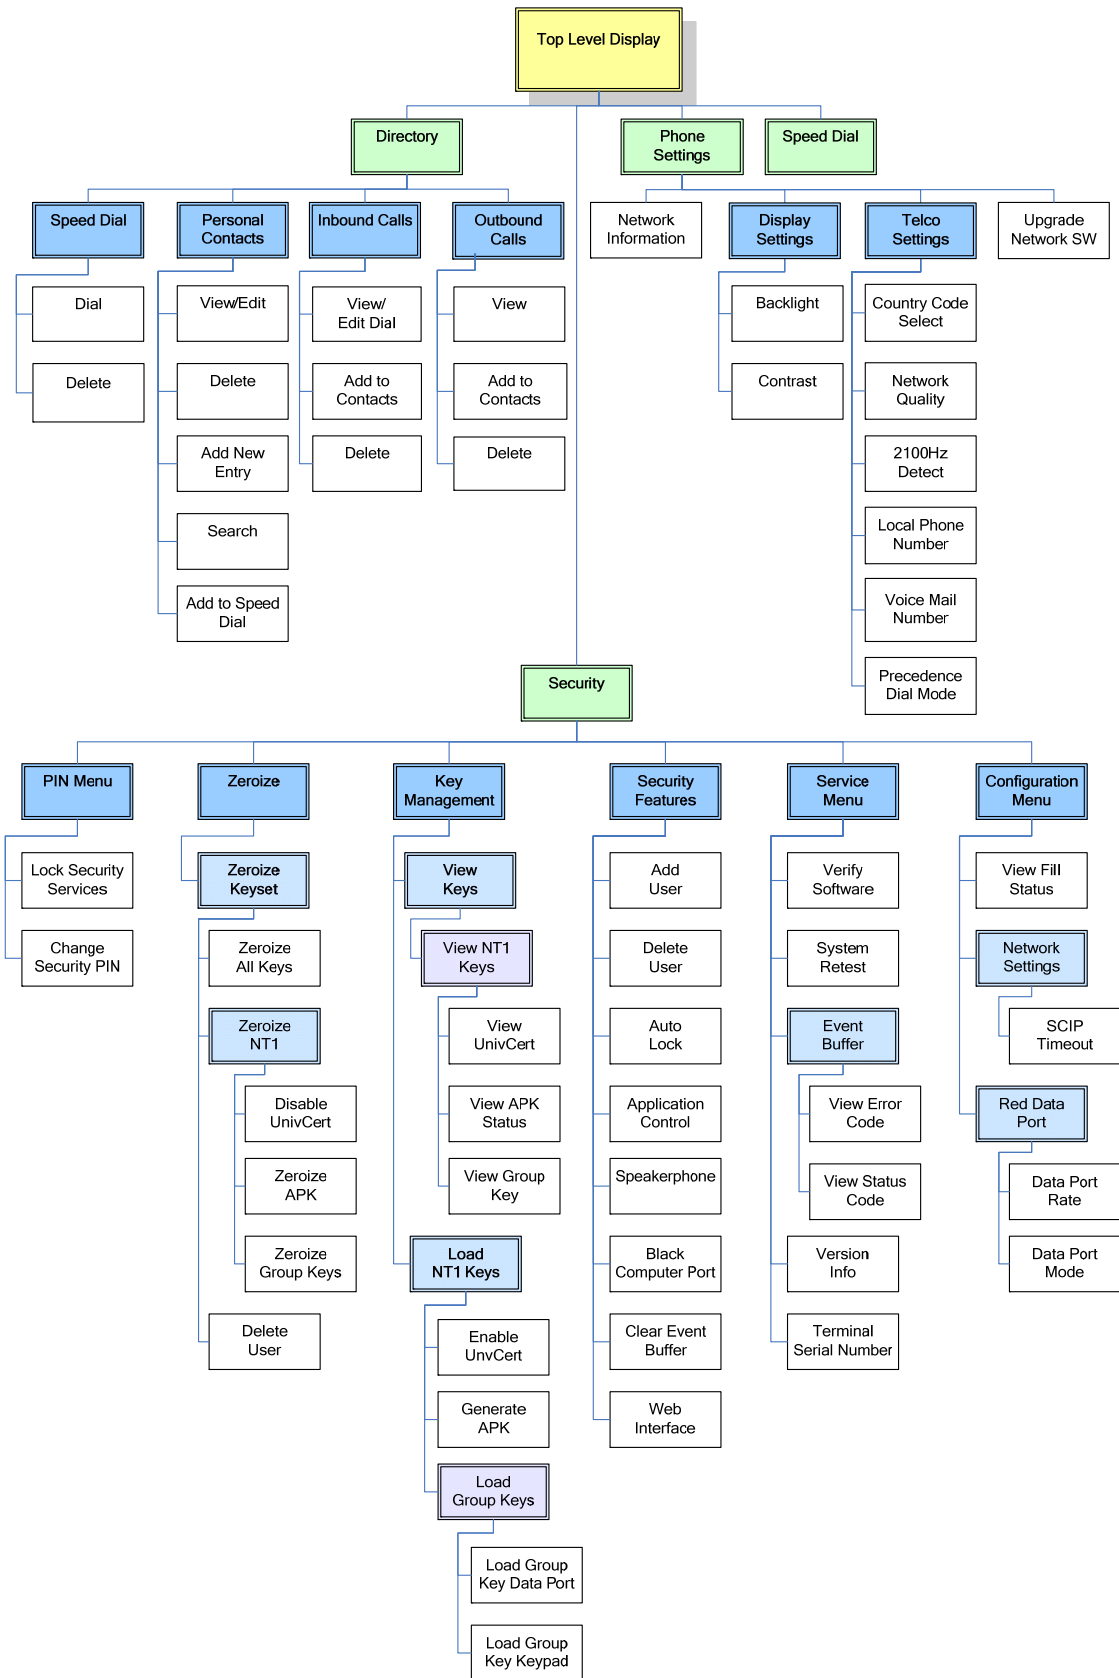 Top Level Display
Directory
Phone
Settings
Speed Dial
Speed Dial
Personal
Contacts
Inbound Calls
Outbound
Calls
Network
Information
Display
Settings
Telco
Settings
Upgrade
Network SW
Dial
Delete
View/Edit
Delete
Add New
Entry
Search
Add to Speed
Dial
View/
Edit Dial
Add to
Contacts
Delete
View
Add to
Contacts
Delete
Backlight
Contrast
Country Code
Select
Network
Quality
2100Hz
Detect
Local Phone
Number
Voice Mail
Number
Precedence
Dial Mode
Security
PIN Menu
Zeroize
Key
Management
Security
Features
Service
Menu
Configuration
Menu
Lock Security
Services
Change
Security PIN
Zeroize
Keyset
Zeroize
All Keys
Zeroize
NT1
Disable
UnivCert
Zeroize
APK
Zeroize
Group Keys
Delete
User
View
Keys
View NT1
Keys
View
UnivCert
View APK
Status
View Group
Key
Load
NT1 Keys
Enable
UnvCert
Generate
APK
Load
Group Keys
Load Group
Key Data Port
Load Group
Key Keypad
Add
User
Delete
User
Auto
Lock
Application
Control
Speakerphone
Black
Computer Port
Clear Event
Buffer
Web
Interface
Verify
Software
System
Retest
Event
Buffer
View Error
Code
View Status
Code
Version
Info
Terminal
Serial Number
View Fill
Status
Network
Settings
SCIP
Timeout
Red Data
Port
Data Port
Rate
Data Port
Mode